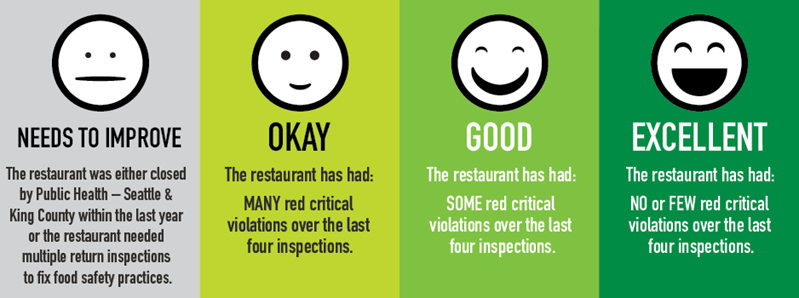 NEEDS TO IMPROVE
The restaurant was either closed
by Public Health – Seattle &
King County within the last year
or the restaurant needed
multiple return inspections
to fix food safety practices.
OKAY
The restaurant has had:
MANY red critical
violations over the last
four inspections.
GOOD
The restaurant has had:
SOME red critical
violations over the last
four inspections.
EXCELLENT
The restaurant has had:
NO or FEW red critical
violations over the last
four inspections.